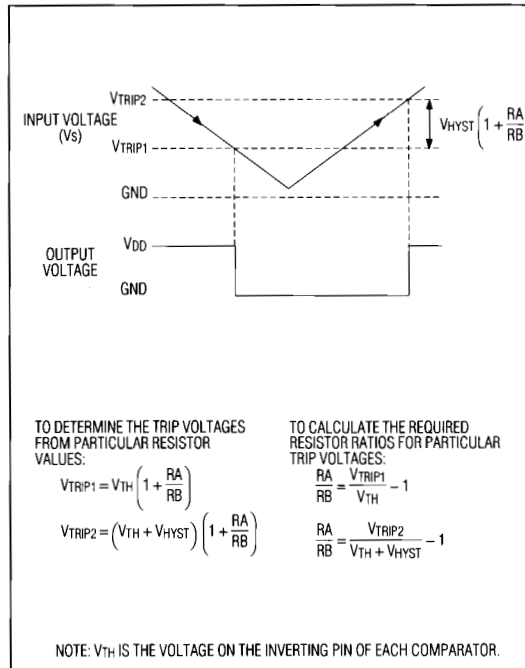 VTRIP2
INPUT VOLTAGE
(Vs)
VTRIP1
GND
VHYST (1 + RA/RB
OUTPUT
VOLTAGE
VDD
GND
TO DETERMINE THE TRIP VOLTAGES
FROM PARTICULAR RESISTOR
VALUES:
VTRIP1 = VTH (1 + RA/RB)
VTRIP2 = (VTH + VHYST) (1 + RA/RB)
TO CALCULATE THE REQUIRED
RESISTOR RATIOS FOR PARTICULAR
TRIP VOLTAGES:
RA/RB = VTRIP1/VTH - 1
RA/RB = VTRIP2/VTH + VHYST - 1
NOTE: VTH IS THE VOLTAGE ON THE INVERTING PIN OF EACH COMPARATOR.